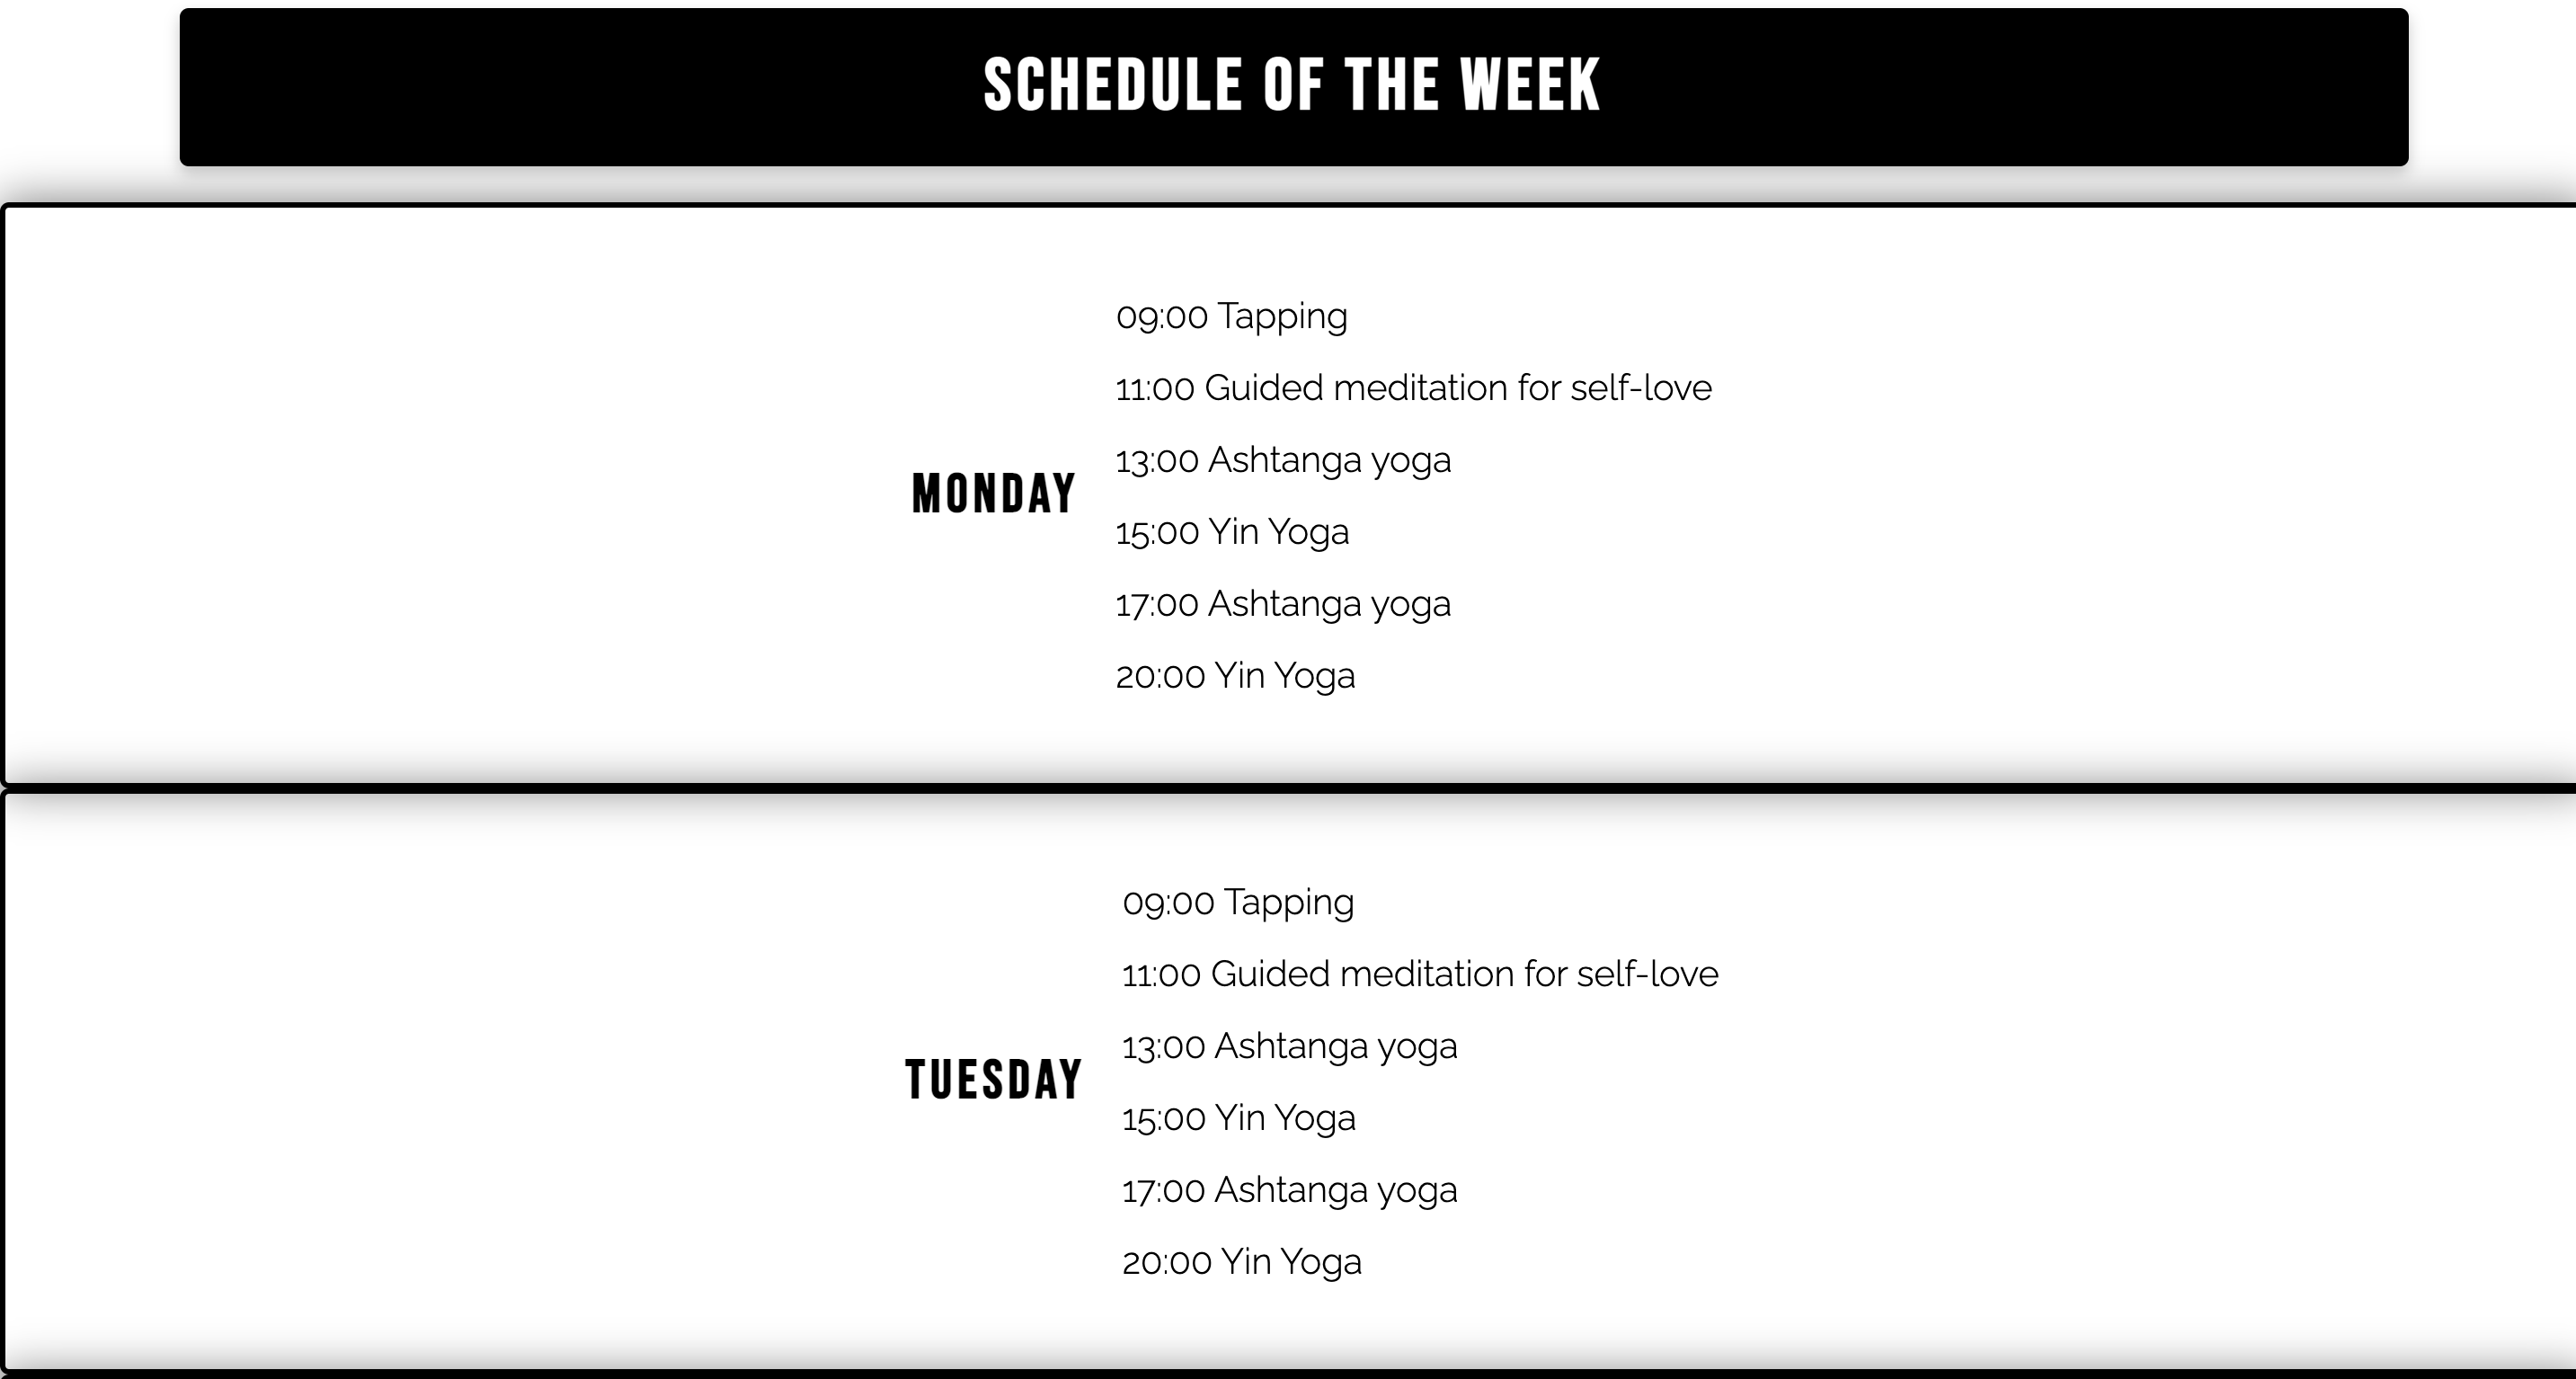 SCHEDULE OF THE WEEK
MONDAY
09:00 Tapping
11:00 Guided meditation for self-love
13:00 Ashtanga yoga
15:00 Yin Yoga
17:00 Ashtanga yoga
20:00 Yin Yoga
TUESDAY
09:00 Tapping
11:00 Guided meditation for self-love
13:00 Ashtanga yoga
15:00 Yin Yoga
17:00 Ashtanga yoga
20:00 Yin Yoga